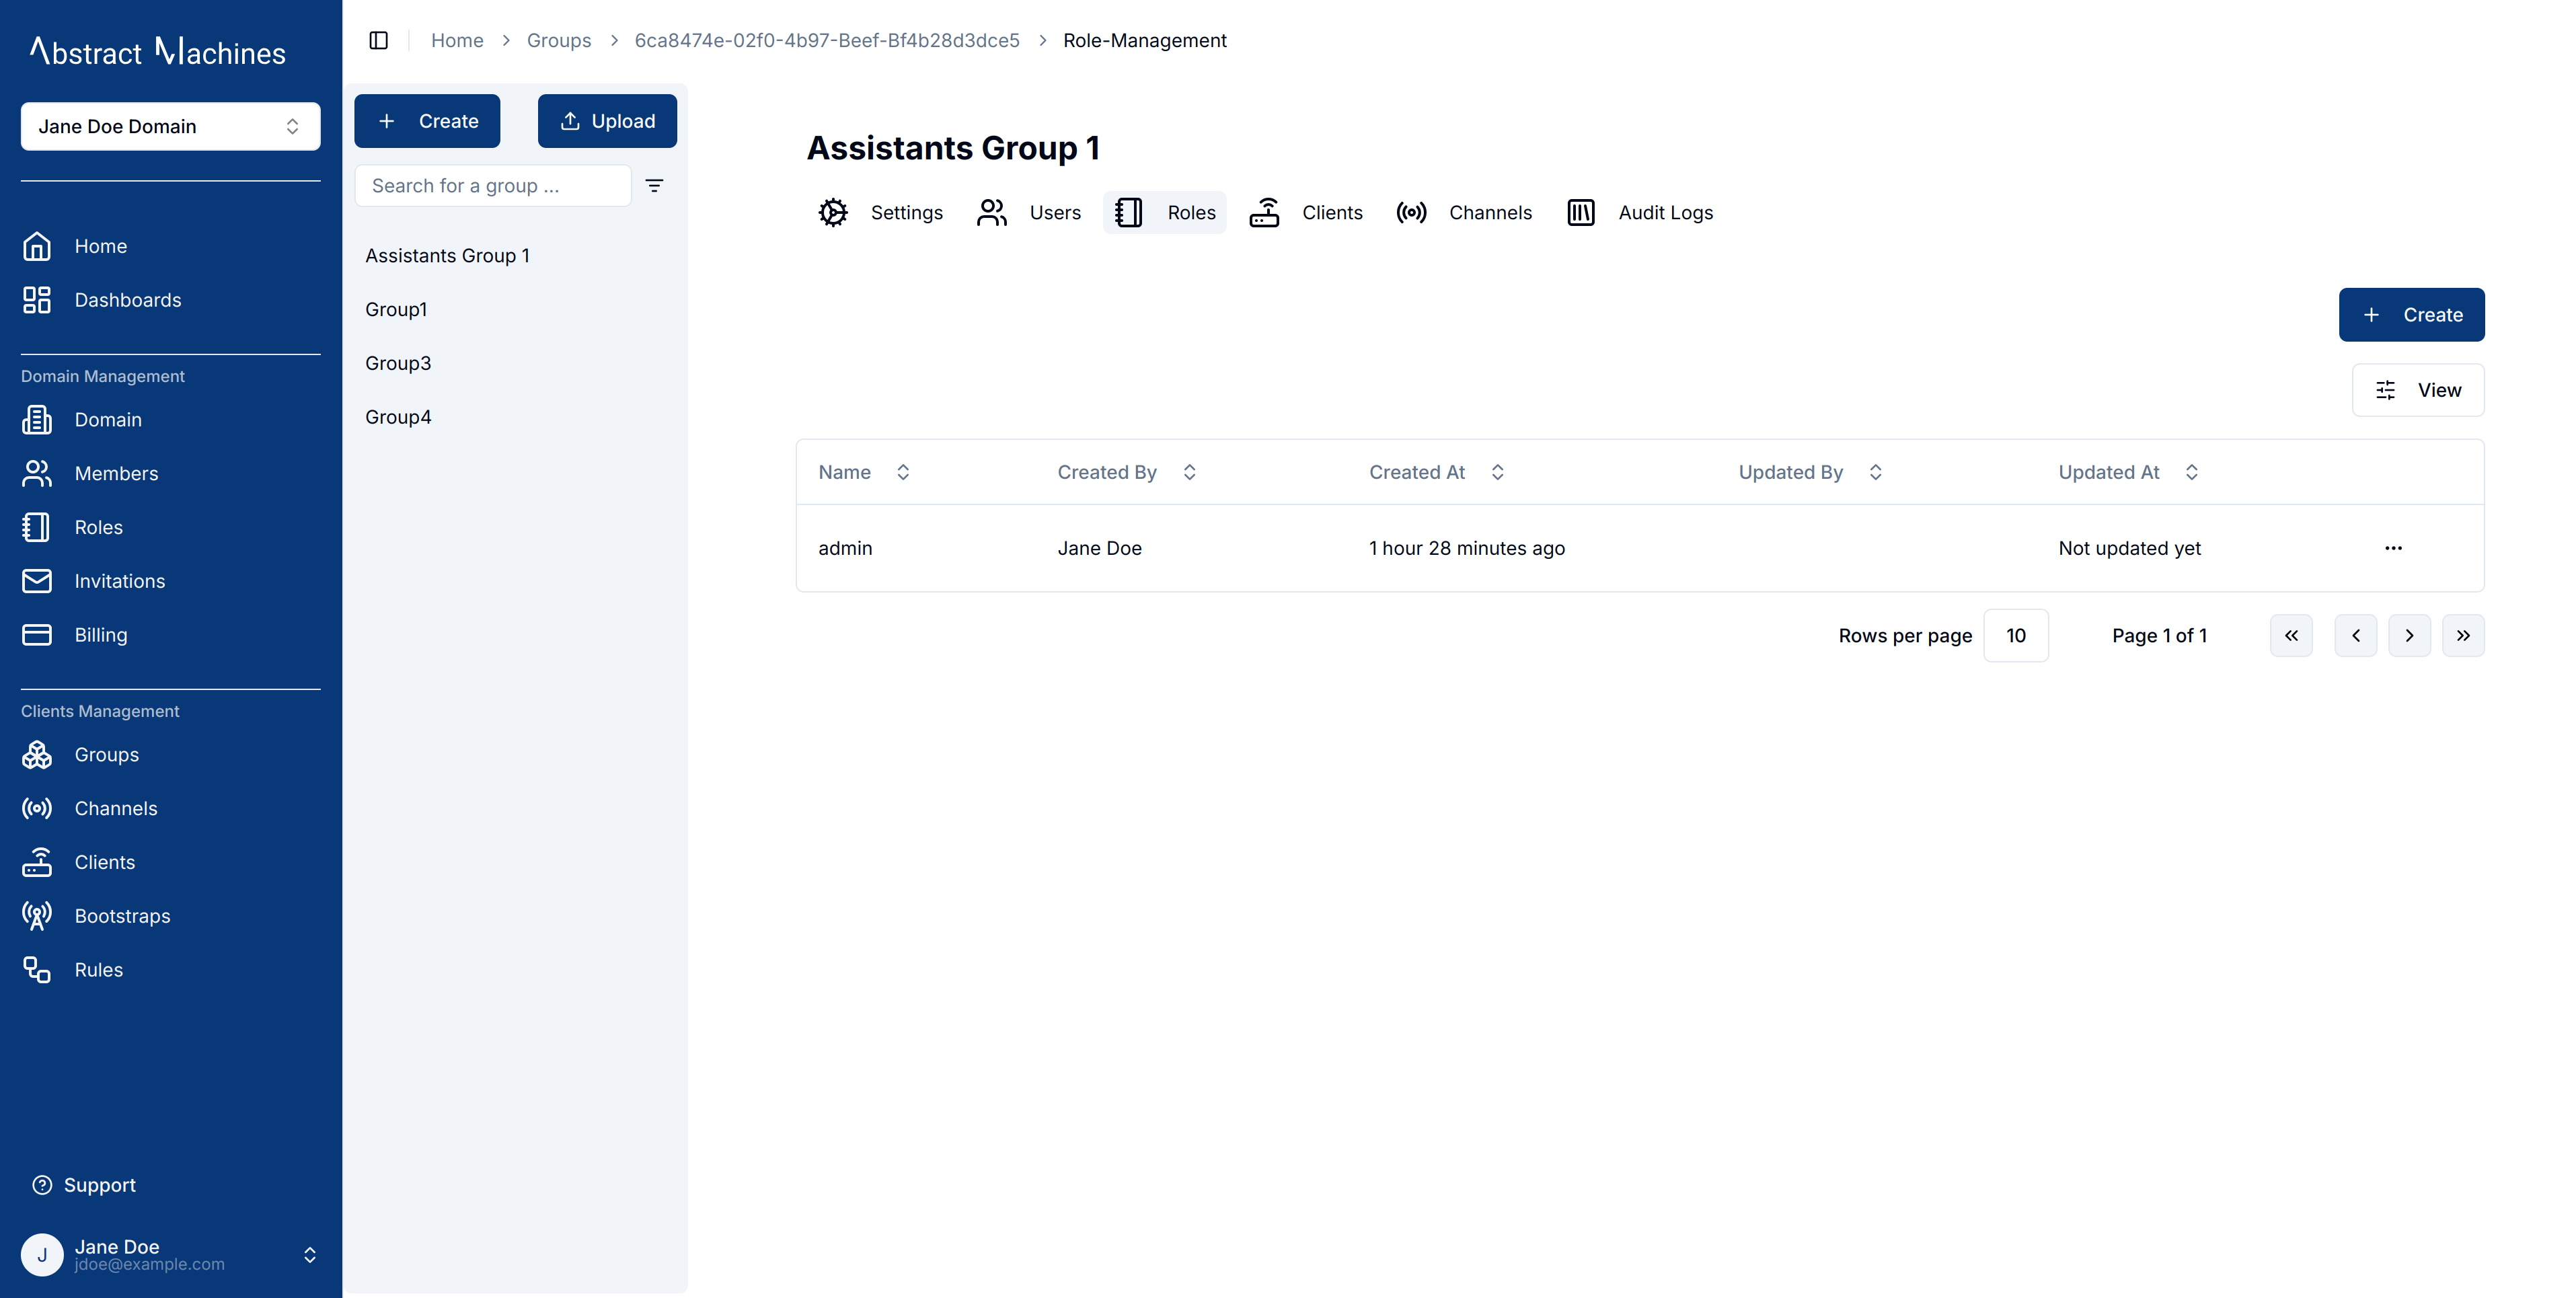 Abstract Machines
Jane Doe Domain
Home
Dashboards
Domain Management
Domain
Members
Roles
Invitations
Billing
Clients Management
Groups
Channels
Clients
Bootstraps
Rules
Support
J
Jane Doe
jdoe@example.com
Home > Groups > 6ca8474e-02f0-4b97-Beef-Bf4b28d3dce5 > Role-Management
+ Create
Upload
Search for a group ...
Assistants Group 1
Group1
Group3
Group4
Assistants Group 1
Settings Users Roles Clients Channels Audit Logs
+ Create
View
Name Created By Created At Updated By Updated At
admin Jane Doe 1 hour 28 minutes ago Not updated yet ...
Rows per page 10 Page 1 of 1